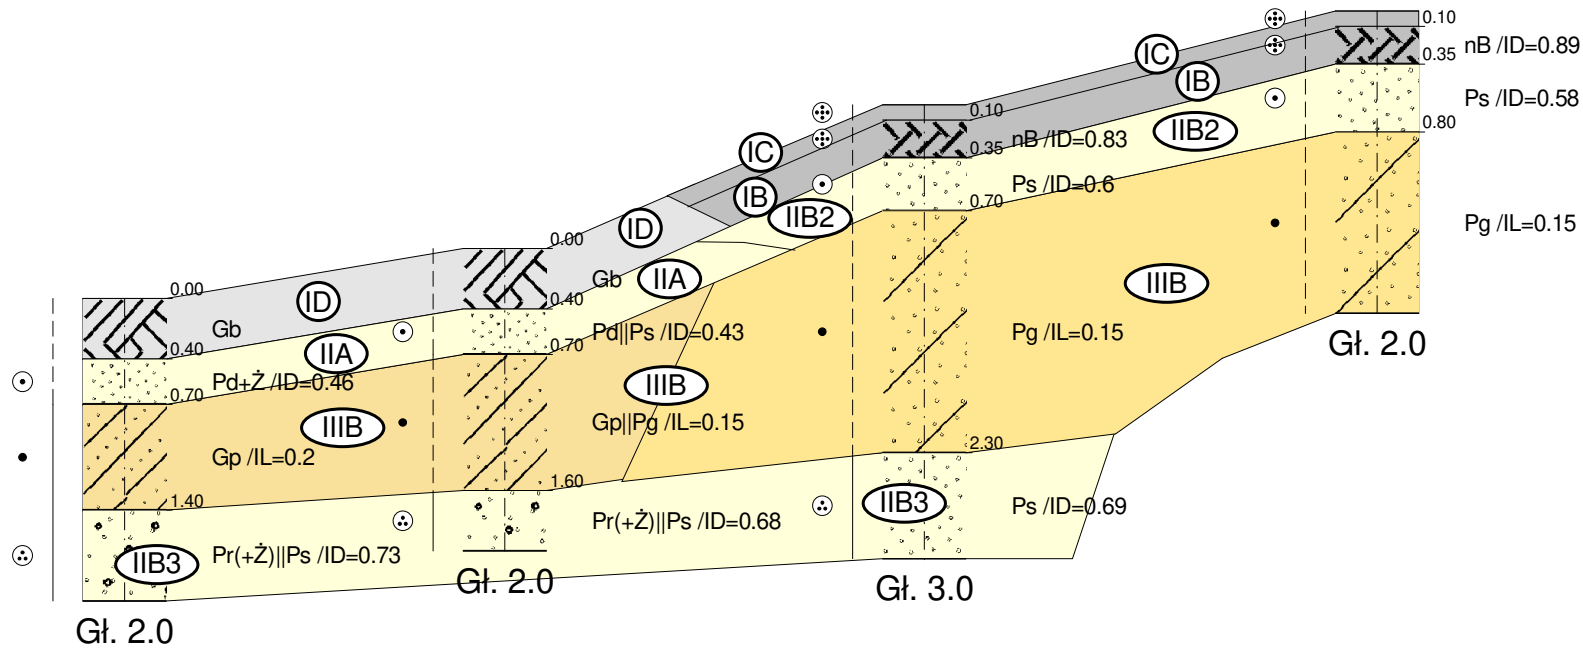 0.10
nB /ID=0.89
IC
0.35
IB
Ps /ID=0.58
0.10
0.80
IIB2
nB /ID=0.83
IC
0.35
Ps /ID=0.6
IB
0.70
IIB2
Pg /IL=0.15
ID
0.00
IIA
Gb
IIIB
0.00
ID
0.40
Gb
Pd||Ps /ID=0.43
Pg /IL=0.15
Gł. 2.0
0.40
IIA
0.70
Pd+Ż /ID=0.46
IIIB
0.70
IIIB
Gp||Pg /IL=0.15
2.30
Gp /IL=0.2
1.60
1.40
IIB3
Ps /ID=0.69
Pr(+Ż)||Ps /ID=0.68
Pr(+Ż)||Ps /ID=0.73
IIB3
Gł. 2.0
Gł. 3.0
Gł. 2.0